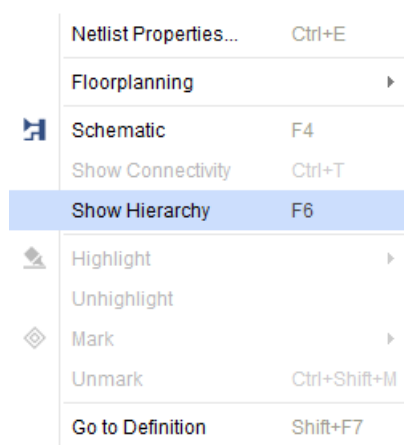 Netlist Properties... Ctrl+E
Floorplanning
Schematic F4
Show Connectivity Ctrl+T
Show Hierarchy F6
Highlight
Unhighlight
Mark
Unmark Ctrl+Shift+M
Go to Definition Shift+F7